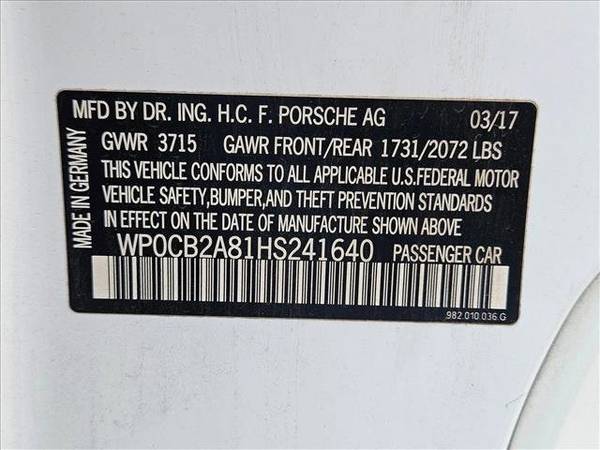 MFD BY DR. ING. H.C. F. PORSCHE AG 03/17
GVWR 3715 GAWR FRONT/REAR 1731/2072 LBS
THIS VEHICLE CONFORMS TO ALL APPLICABLE U.S.FEDERAL MOTOR
VEHICLE SAFETY,BUMPER,AND THEFT PREVENTION STANDARDS
IN EFFECT ON THE DATE OF MANUFACTURE SHOWN ABOVE
WP0CB2A81HS241640 PASSENGER CAR
982.010.036.G
MADE IN GERMANY